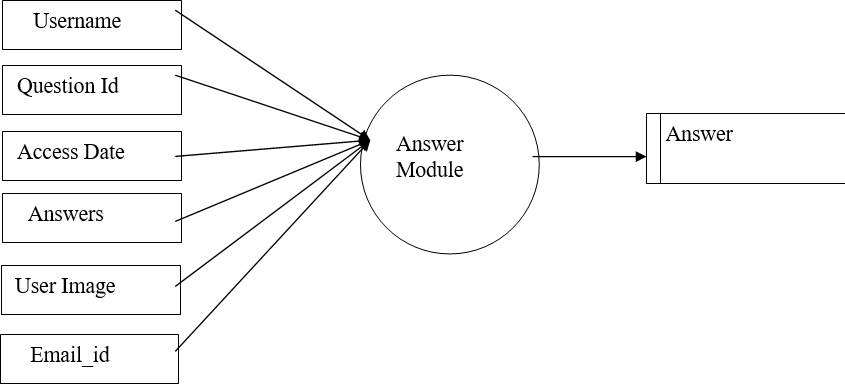 Username
Question Id
Access Date
Answers
User Image
Email_id
Answer
Module
Answer